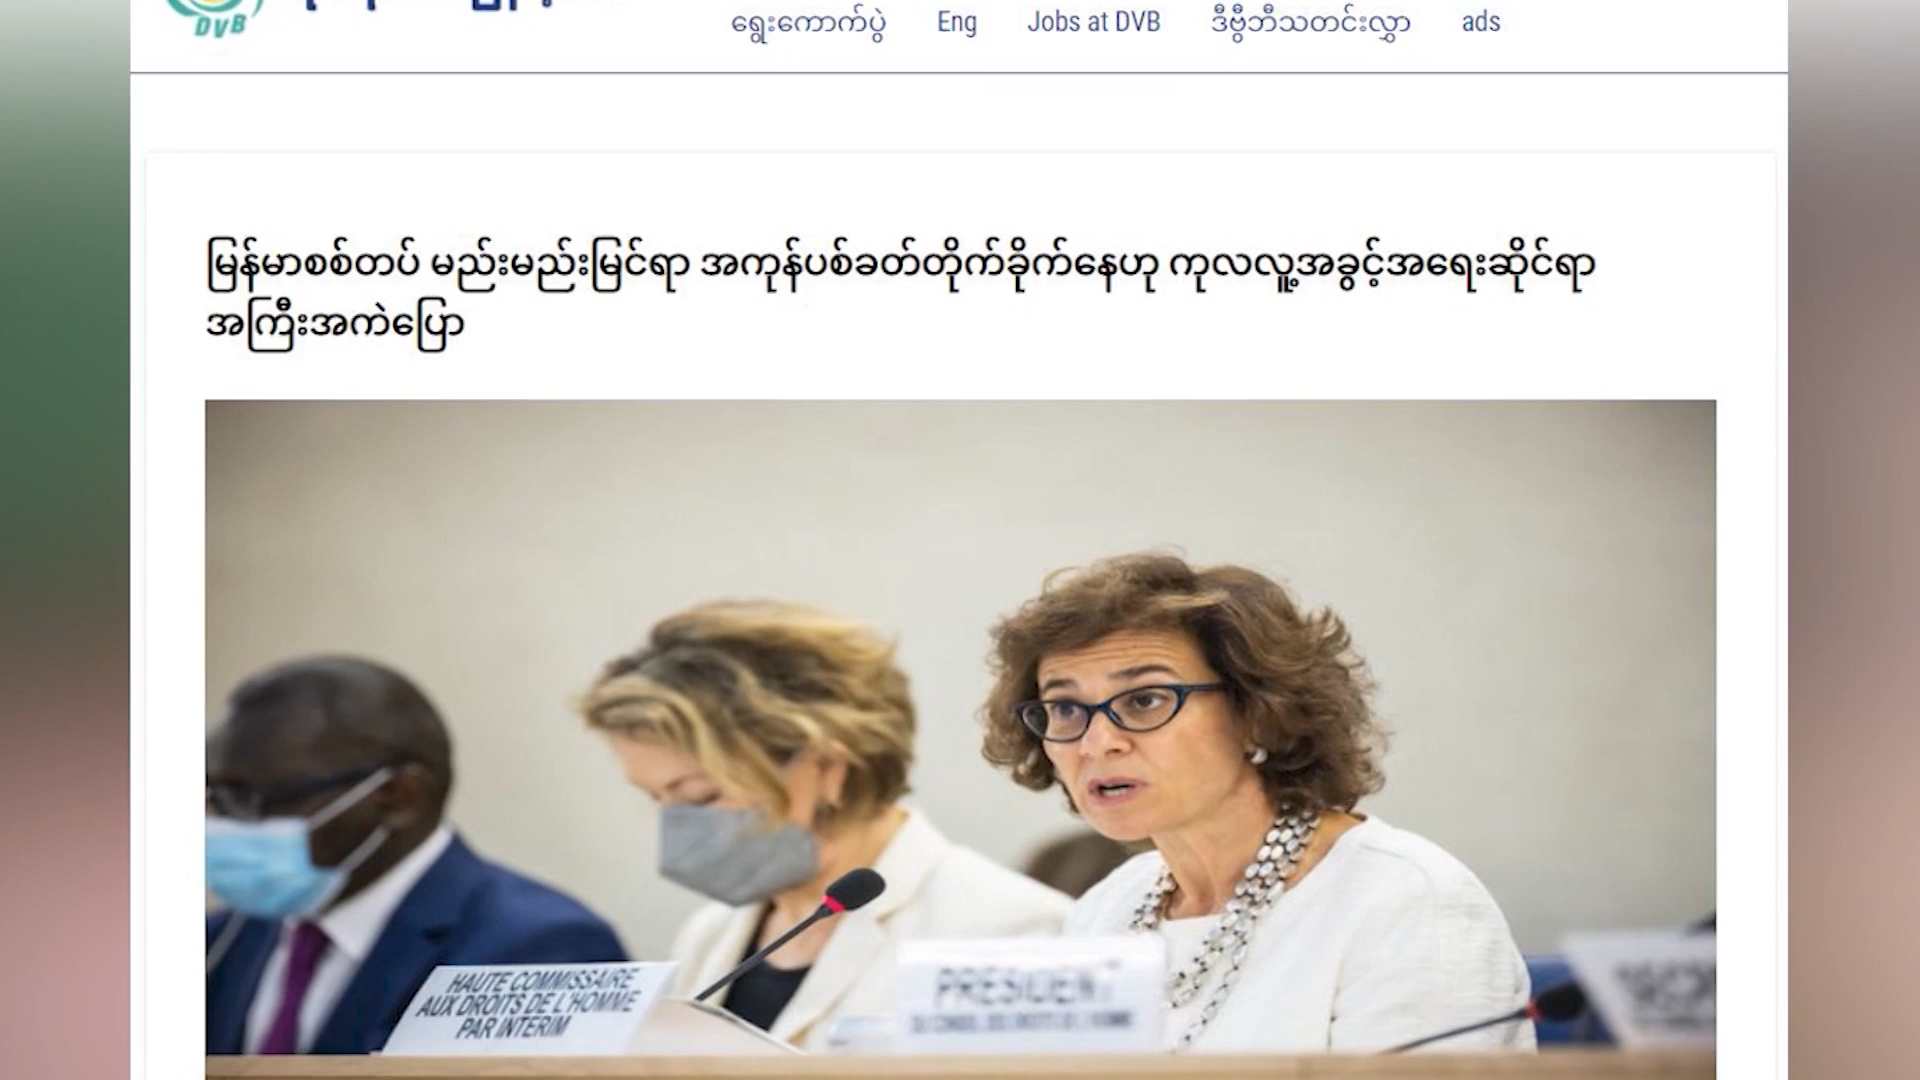 DVB
ရွေးကောက်ပွဲ Eng Jobs at DVB ဒီဗွီဘီသတင်းလွှာ ads
မြန်မာစစ်တပ် မည်းမည်းမြင်ရာ အကုန်ပစ်ခတ်တိုက်ခိုက်နေဟု ကုလလူ့အခွင့်အရေးဆိုင်ရာ
အကြီးအကဲပြော
HAUTE COMMISSAIRE
AUX DROITS DE L'HOMME
PAR INTERIM
PRESIDENT